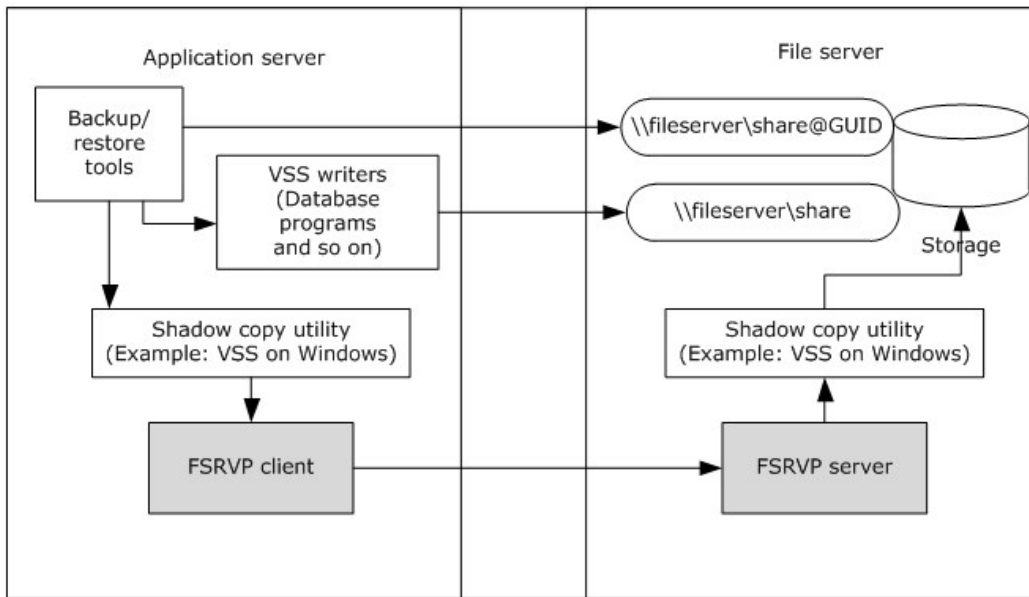 Application server
Backup/
restore
tools
VSS writers
(Database
programs
and so on)
Shadow copy utility
(Example: VSS on Windows)
FSRVP client
File server
\\fileserver\share@GUID
\\fileserver\share
Storage
Shadow copy utility
(Example: VSS on Windows)
FSRVP server